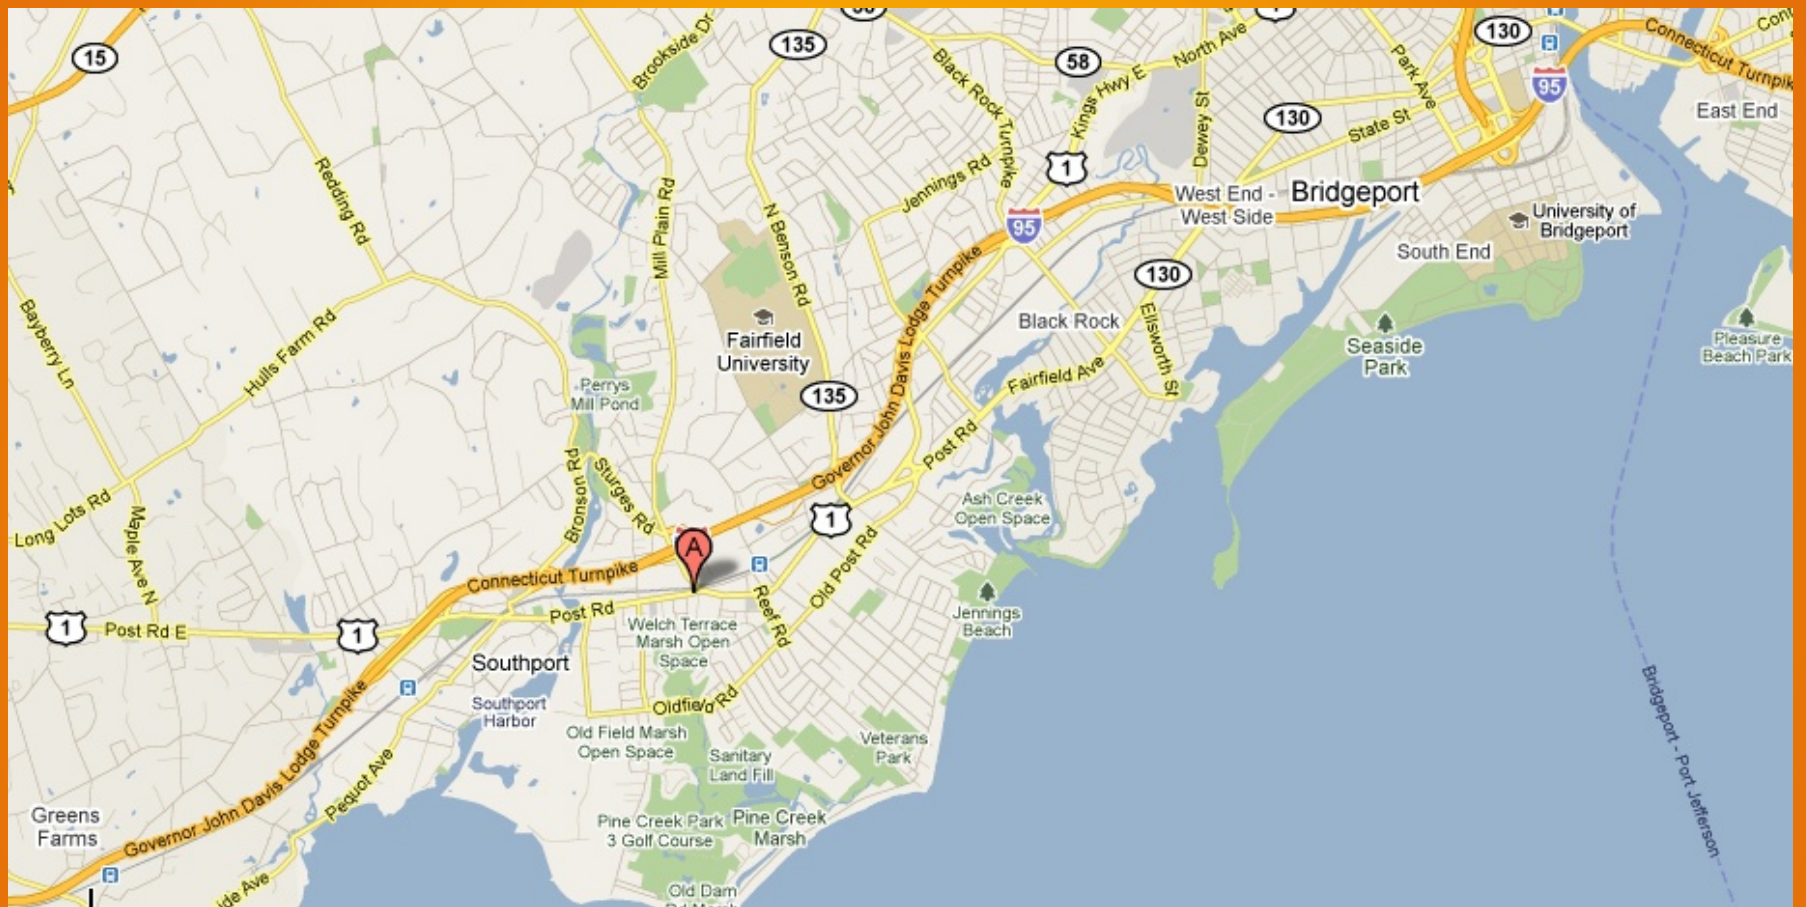 15
135
Brookside Dr
58
Black Rock Turnpike
Kings Hwy E
North Ave
1
Park Ave
130
95
Connecticut Turnpike
East End
130
State St
Dewey St
1
Jennings Rd
Redding Rd
Mill Plain Rd
N Benson Rd
95
West End -
West Side
Bridgeport
University of
Bridgeport
South End
130
Bayberry Ln
Hulls Farm Rd
Fairfield
University
Black Rock
Ellsworth St
Seaside
Park
Pleasure
Beach Park
Perrys
Mill Pond
135
Fairfield Ave
Governor John Davis Lodge Turnpike
Post Rd
Long Lots Rd
Maple Ave N
Bronson Rd
Sturges Rd
1
Ash Creek
Open Space
A
Connecticut Turnpike
Post Rd
Reef Rd
Old Post Rd
Jennings
Beach
1
Post Rd E
1
Welch Terrace
Marsh Open
Space
Southport
Southport
Harbor
Oldfield Rd
Old Field Marsh
Open Space
Sanitary
Land Fill
Veterans
Park
Governor John Davis Lodge Turnpike
Pequot Ave
Greens
Farms
Pine Creek Park
3 Golf Course
Pine Creek
Marsh
Bridgeport - Port Jefferson
Old Dam